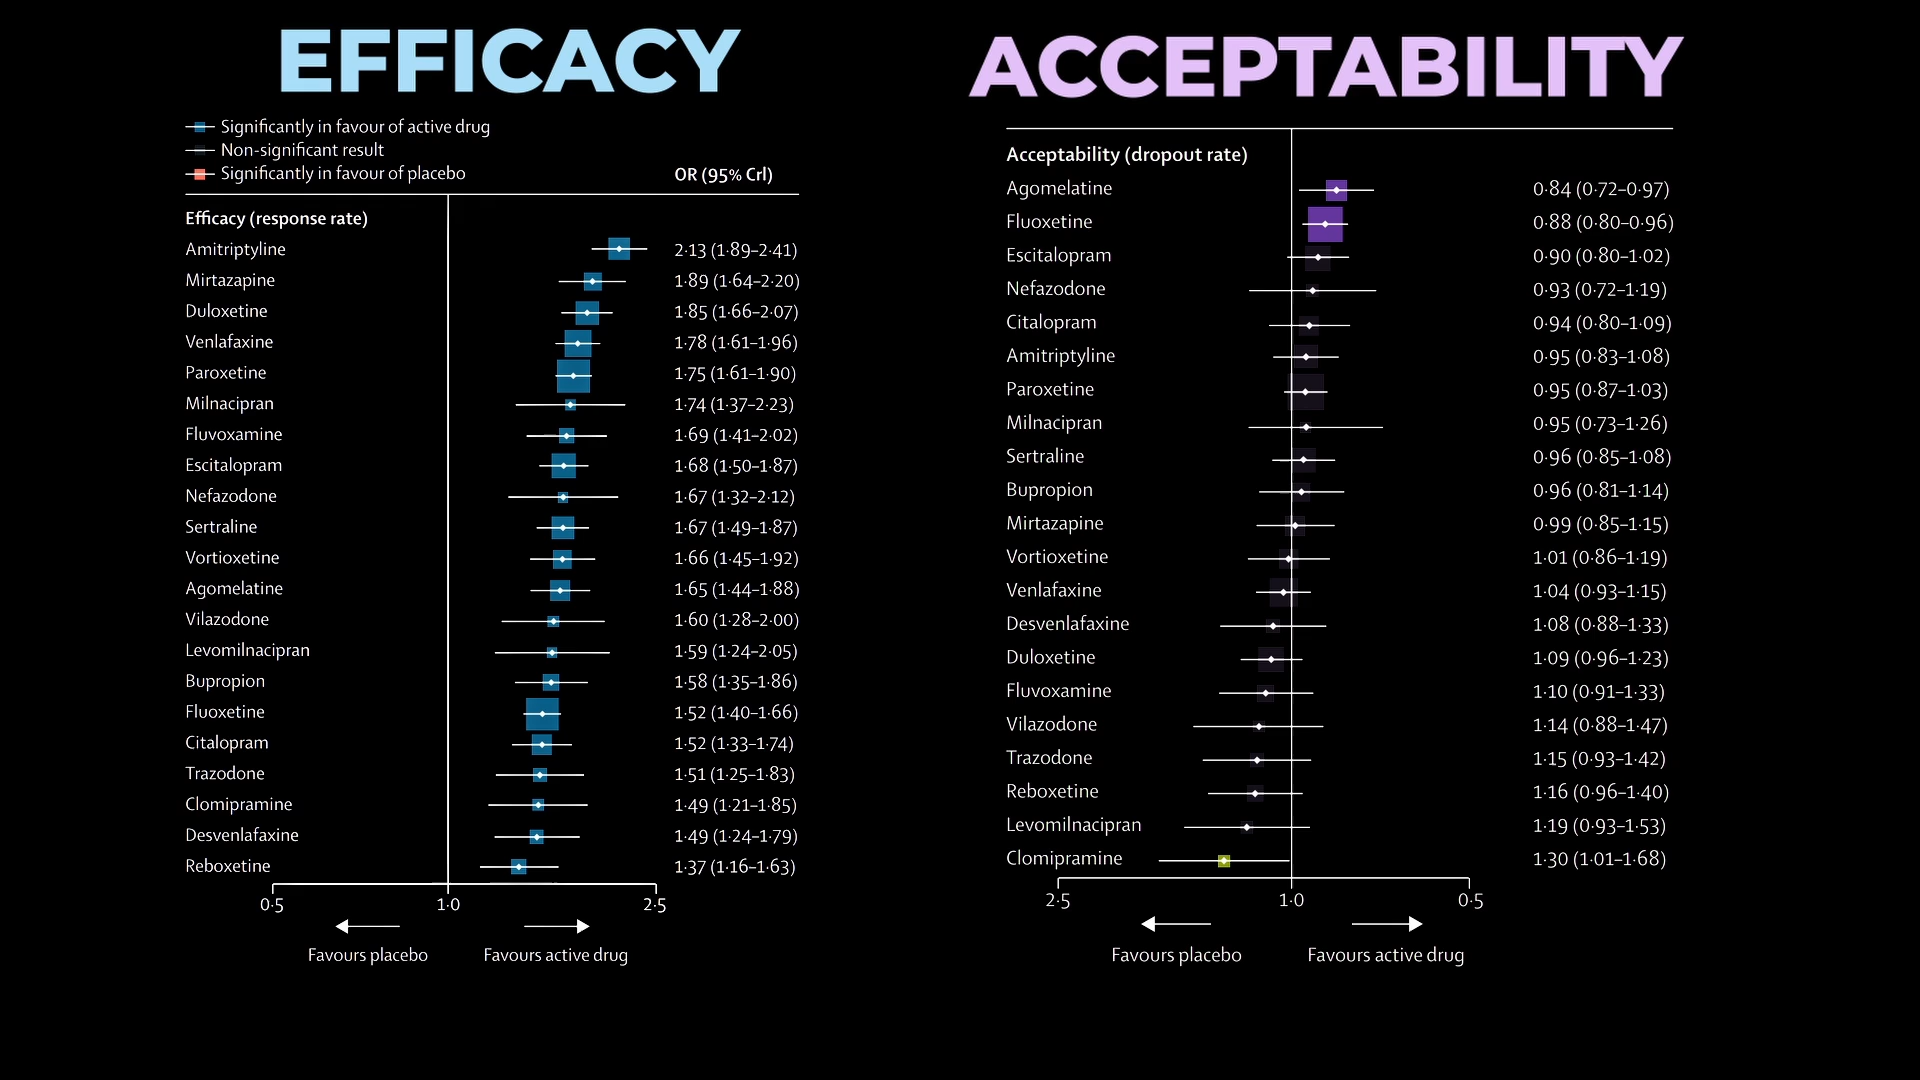 EFFICACY
Significantly in favour of active drug
Non-significant result
Significantly in favour of placebo
OR (95% Crl)
Efficacy (response rate)
Amitriptyline 2·13 (1·89–2·41)
Mirtazapine 1·89 (1·64–2·20)
Duloxetine 1·85 (1·66–2·07)
Venlafaxine 1·78 (1·61–1·96)
Paroxetine 1·75 (1·61–1·90)
Milnacipran 1·74 (1·37–2·23)
Fluvoxamine 1·69 (1·41–2·02)
Escitalopram 1·68 (1·50–1·87)
Nefazodone 1·67 (1·32–2·12)
Sertraline 1·67 (1·49–1·87)
Vortioxetine 1·66 (1·45–1·92)
Agomelatine 1·65 (1·44–1·88)
Vilazodone 1·60 (1·28–2·00)
Levomilnacipran 1·59 (1·24–2·05)
Bupropion 1·58 (1·35–1·86)
Fluoxetine 1·52 (1·40–1·66)
Citalopram 1·52 (1·33–1·74)
Trazodone 1·51 (1·25–1·83)
Clomipramine 1·49 (1·21–1·85)
Desvenlafaxine 1·49 (1·24–1·79)
Reboxetine 1·37 (1·16–1·63)
0·5 1·0 2·5
Favours placebo Favours active drug
ACCEPTABILITY
Acceptability (dropout rate)
Agomelatine 0·84 (0·72–0·97)
Fluoxetine 0·88 (0·80–0·96)
Escitalopram 0·90 (0·80–1·02)
Nefazodone 0·93 (0·72–1·19)
Citalopram 0·94 (0·80–1·09)
Amitriptyline 0·95 (0·83–1·08)
Paroxetine 0·95 (0·87–1·03)
Milnacipran 0·95 (0·73–1·26)
Sertraline 0·96 (0·85–1·08)
Bupropion 0·96 (0·81–1·14)
Mirtazapine 0·99 (0·85–1·15)
Vortioxetine 1·01 (0·86–1·19)
Venlafaxine 1·04 (0·93–1·15)
Desvenlafaxine 1·08 (0·88–1·33)
Duloxetine 1·09 (0·96–1·23)
Fluvoxamine 1·10 (0·91–1·33)
Vilazodone 1·14 (0·88–1·47)
Trazodone 1·15 (0·93–1·42)
Reboxetine 1·16 (0·96–1·40)
Levomilnacipran 1·19 (0·93–1·53)
Clomipramine 1·30 (1·01–1·68)
2·5 1·0 0·5
Favours placebo Favours active drug